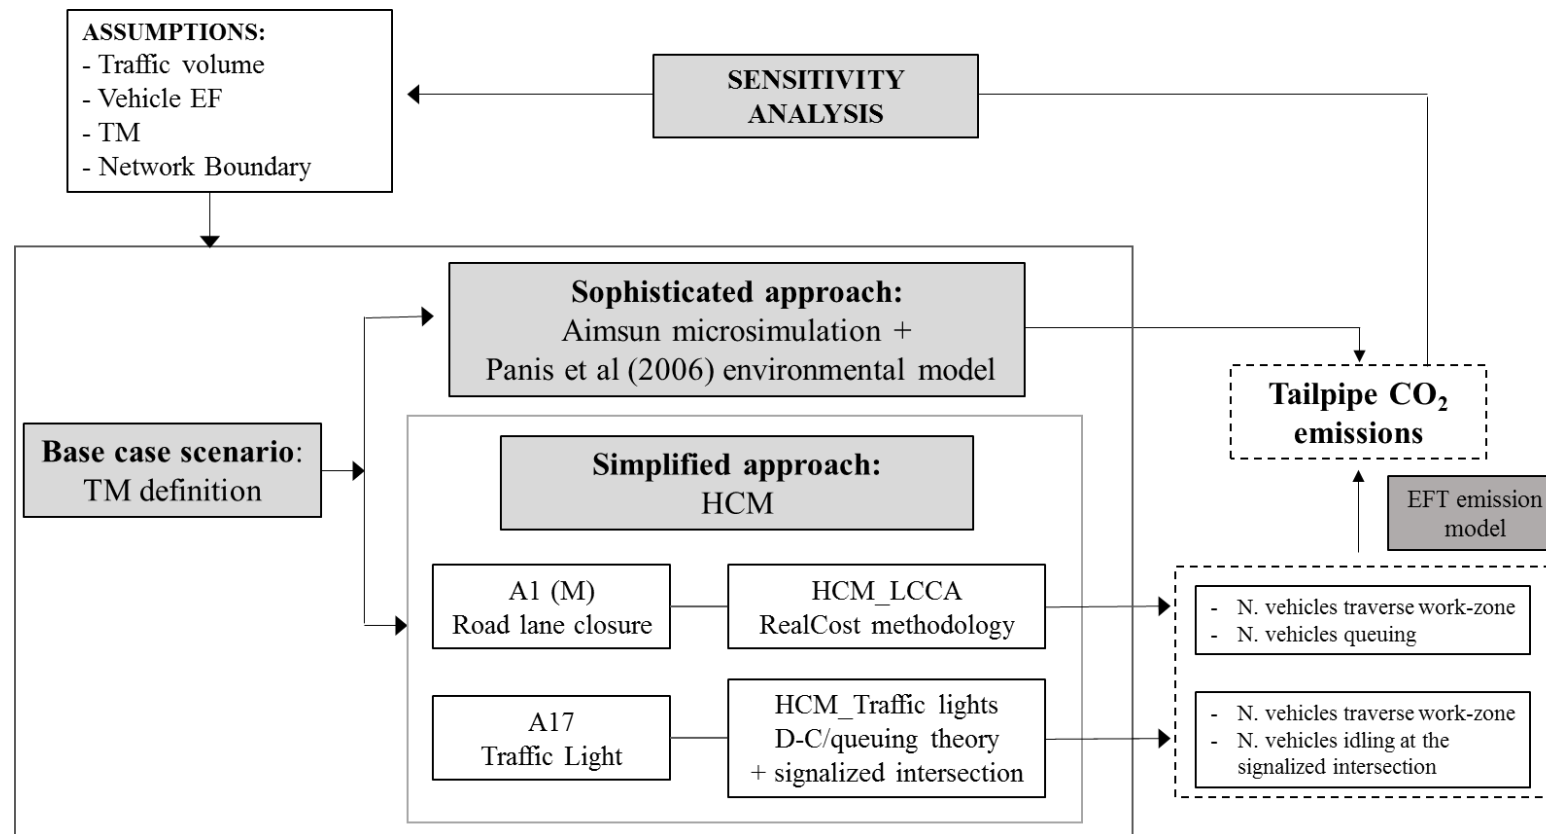 ASSUMPTIONS:
- Traffic volume
- Vehicle EF
- TM
- Network Boundary
SENSITIVITY
ANALYSIS
Sophisticated approach:
Aimsun microsimulation +
Panis et al (2006) environmental model
Tailpipe CO₂
emissions
Base case scenario:
TM definition
Simplified approach:
HCM
EFT emission
model
A1 (M)
Road lane closure
HCM_LCCA
RealCost methodology
- N. vehicles traverse work-zone
- N. vehicles queuing
A17
Traffic Light
HCM_Traffic lights
D-C/queuing theory
+ signalized intersection
- N. vehicles traverse work-zone
- N. vehicles idling at the
signalized intersection